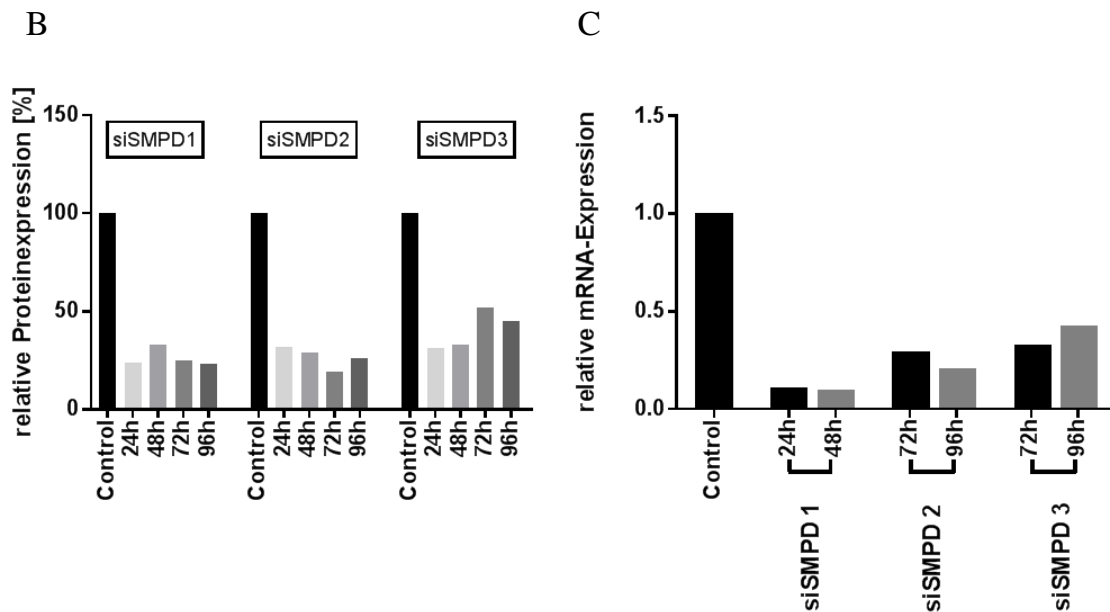 B
relative Proteinexpression [%]
150
100
50
0
siSMPD1
siSMPD2
siSMPD3
Control
24h
48h
72h
96h
Control
24h
48h
72h
96h
Control
24h
48h
72h
96h
C
relative mRNA-Expression
1.5
1.0
0.5
0.0
Control
24h
48h
72h
96h
72h
96h
siSMPD 1
siSMPD 2
siSMPD 3